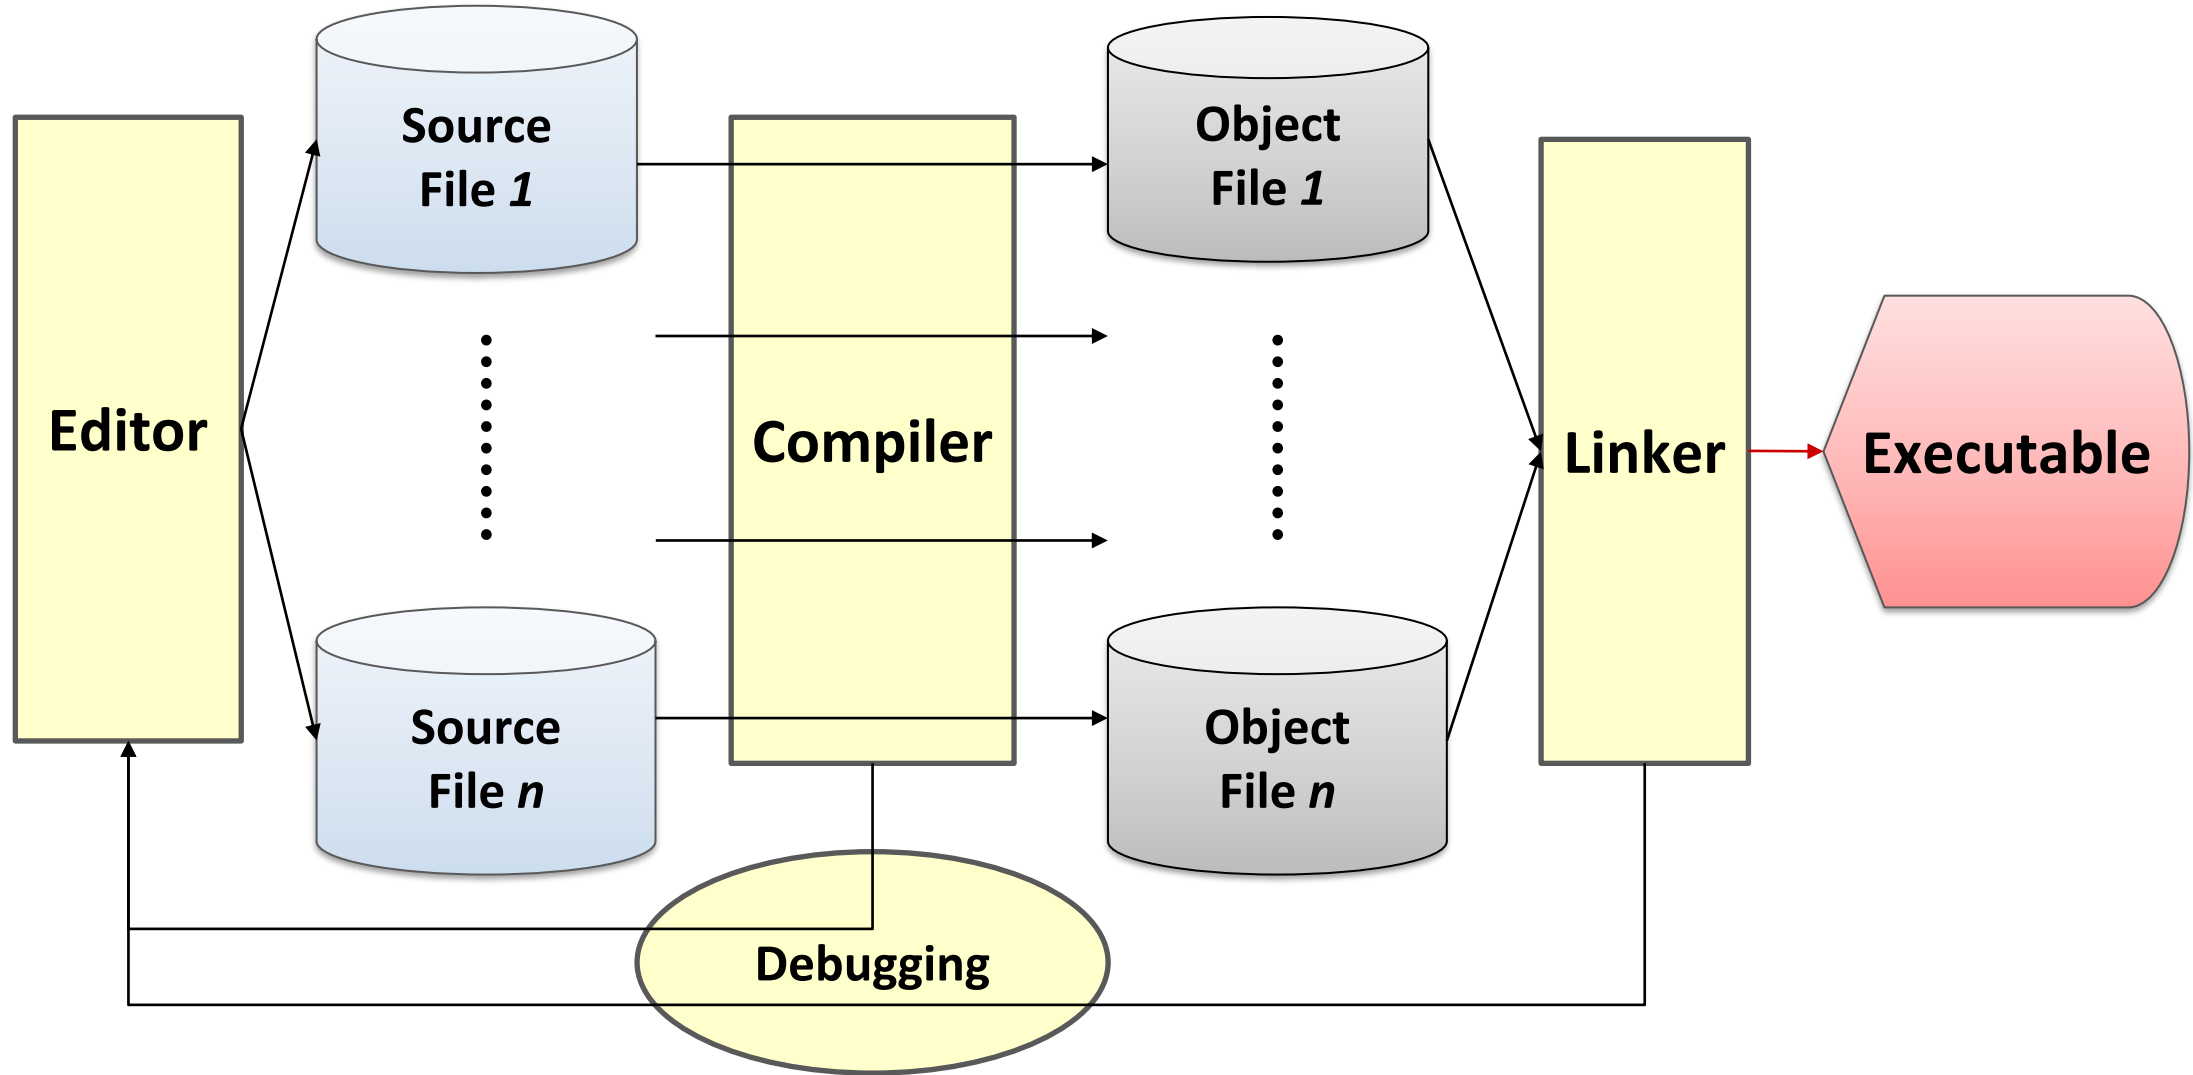 Editor
Source
File 1
Source
File n
Compiler
Object
File 1
Object
File n
Linker
Executable
Debugging